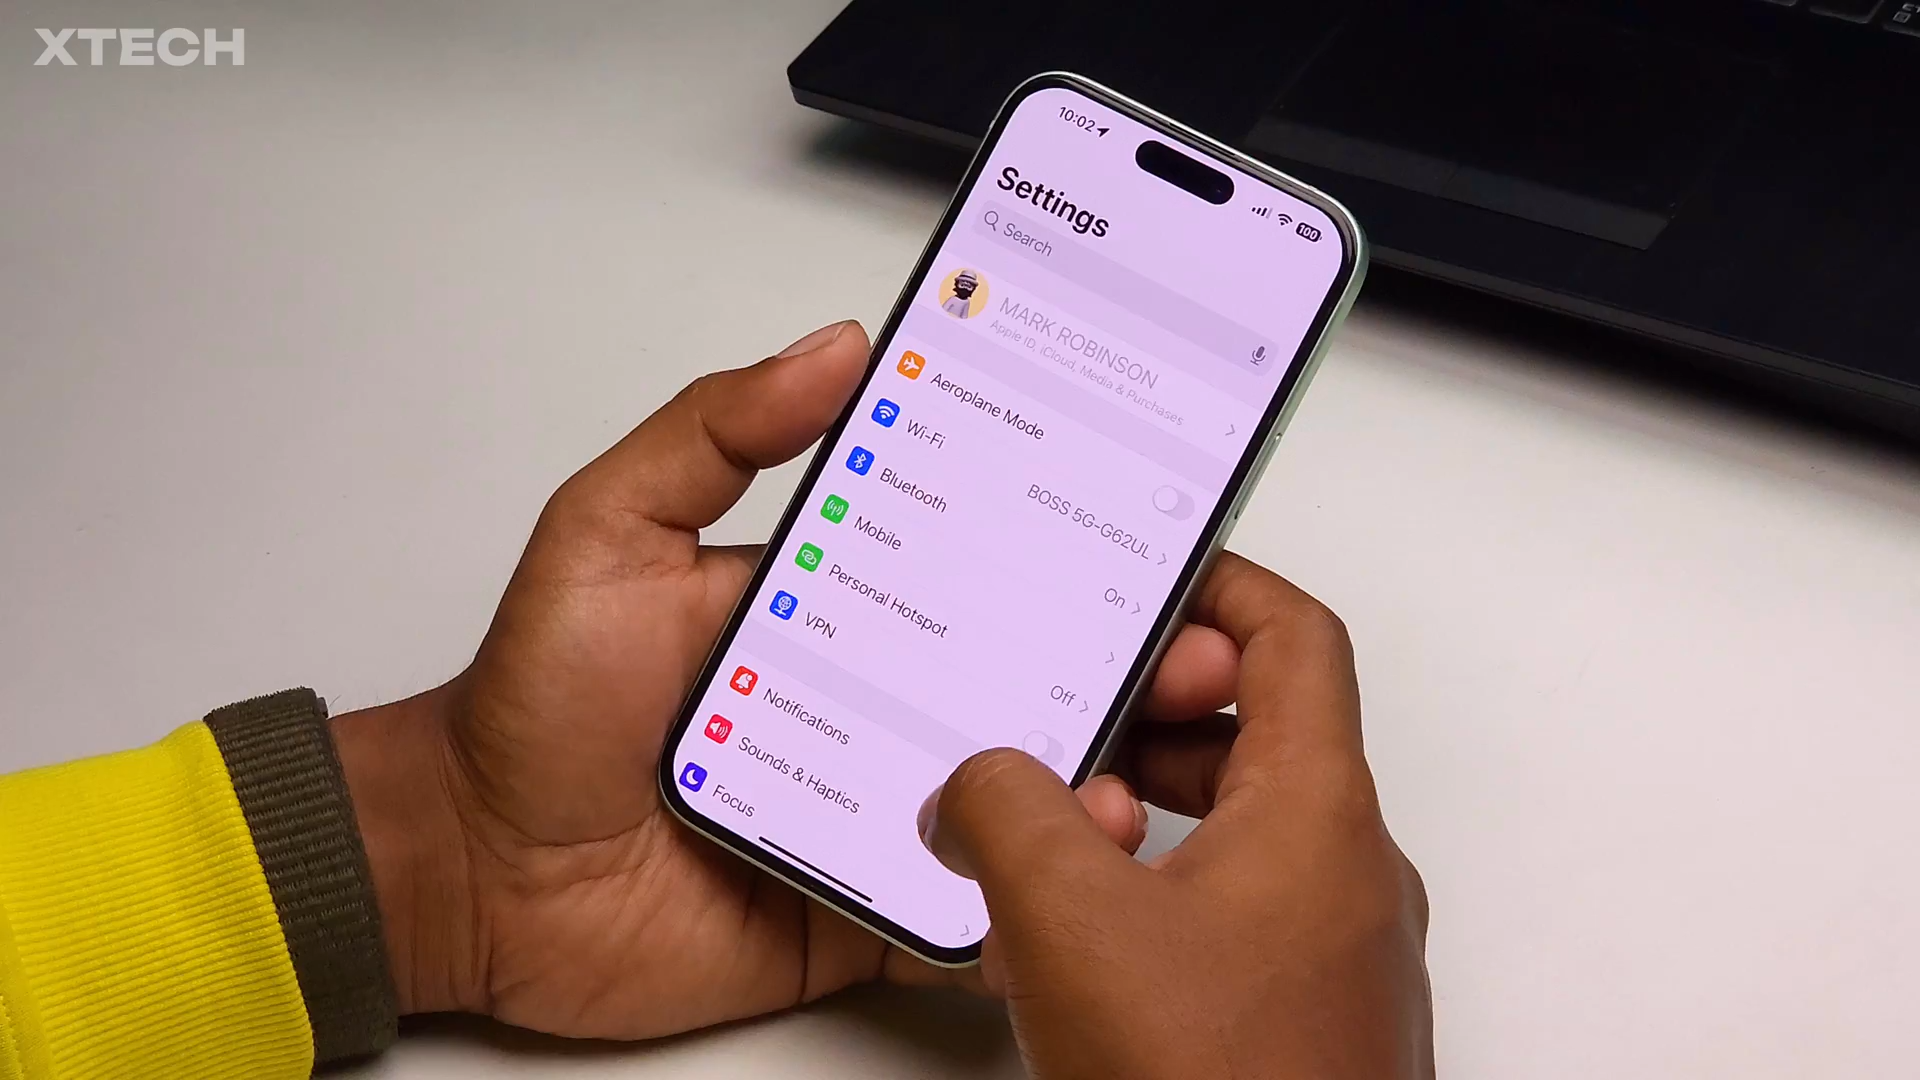 XTECH
10:02
100
Settings
Search
MARK ROBINSON
Apple ID, iCloud, Media & Purchases
Aeroplane Mode
Wi-Fi
BOSS 5G-G62UL
Bluetooth
On
Mobile
Personal Hotspot
Off
VPN
Notifications
Sounds & Haptics
Focus